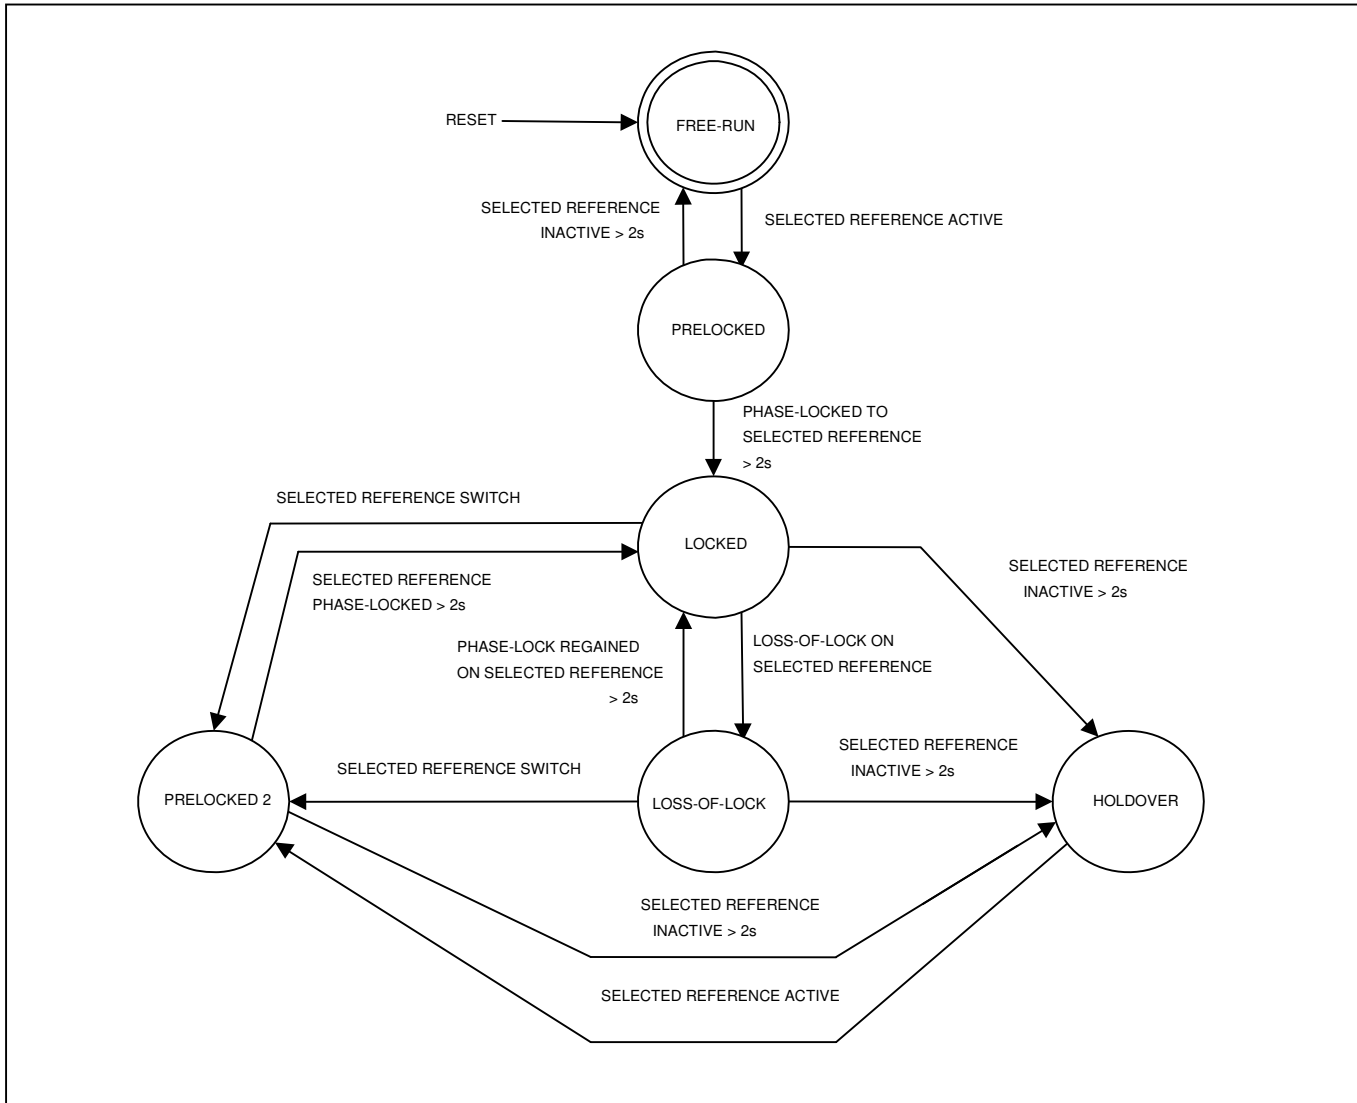 FREE-RUN
RESET
SELECTED REFERENCE
INACTIVE > 2s
SELECTED REFERENCE ACTIVE
PRELOCKED
PHASE-LOCKED TO
SELECTED REFERENCE
> 2s
SELECTED REFERENCE SWITCH
LOCKED
SELECTED REFERENCE
INACTIVE > 2s
SELECTED REFERENCE
PHASE-LOCKED > 2s
PHASE-LOCK REGAINED
ON SELECTED REFERENCE
> 2s
LOSS-OF-LOCK ON
SELECTED REFERENCE
SELECTED REFERENCE
INACTIVE > 2s
SELECTED REFERENCE SWITCH
PRELOCKED 2
LOSS-OF-LOCK
HOLDOVER
SELECTED REFERENCE
INACTIVE > 2s
SELECTED REFERENCE ACTIVE